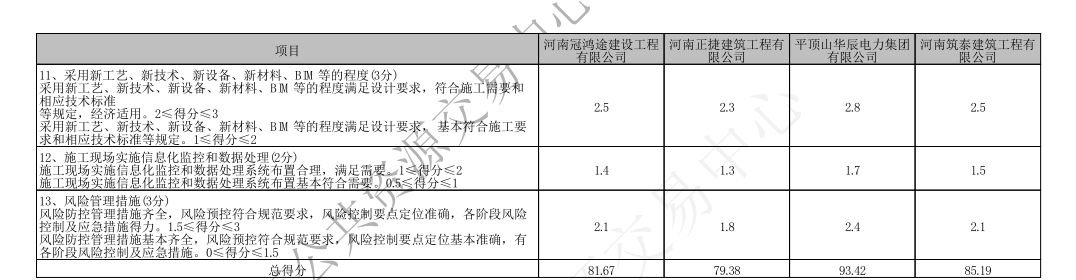 项目
河南冠鸿途建设工程有限公司
河南正捷建筑工程有限公司
平顶山华辰电力集团有限公司
河南筑泰建筑工程有限公司
11、采用新工艺、新技术、新设备、新材料、BIM 等的程度(3分)
采用新工艺、新技术、新设备、新材料、BIM 等的程度满足设计要求，符合施工需要和
相应技术标准
等规定，经济适用。2≤得分≤3
采用新工艺、新技术、新设备、新材料、BIM 等的程度满足设计要求，基本符合施工要
求和相应技术标准等规定。1≤得分≤2
2.5
2.3
2.8
2.5
12、施工现场实施信息化监控和数据处理(2分)
施工现场实施信息化监控和数据处理系统布置合理，满足需要。1≤得分≤2
施工现场实施信息化监控和数据处理系统布置基本符合需要。0.5≤得分≤1
1.4
1.3
1.7
1.5
13、风险管理措施(3分)
风险防控管理措施齐全，风险预控符合规范要求，风险控制要点定位准确，各阶段风险
控制及应急措施得力。1.5≤得分≤3
风险防控管理措施基本齐全，风险预控符合规范要求，风险控制要点定位基本准确，有
各阶段风险控制及应急措施。0≤得分≤1.5
2.1
1.8
2.4
2.1
总得分
81.67
79.38
93.42
85.19
公共资源交易中心
交易中心